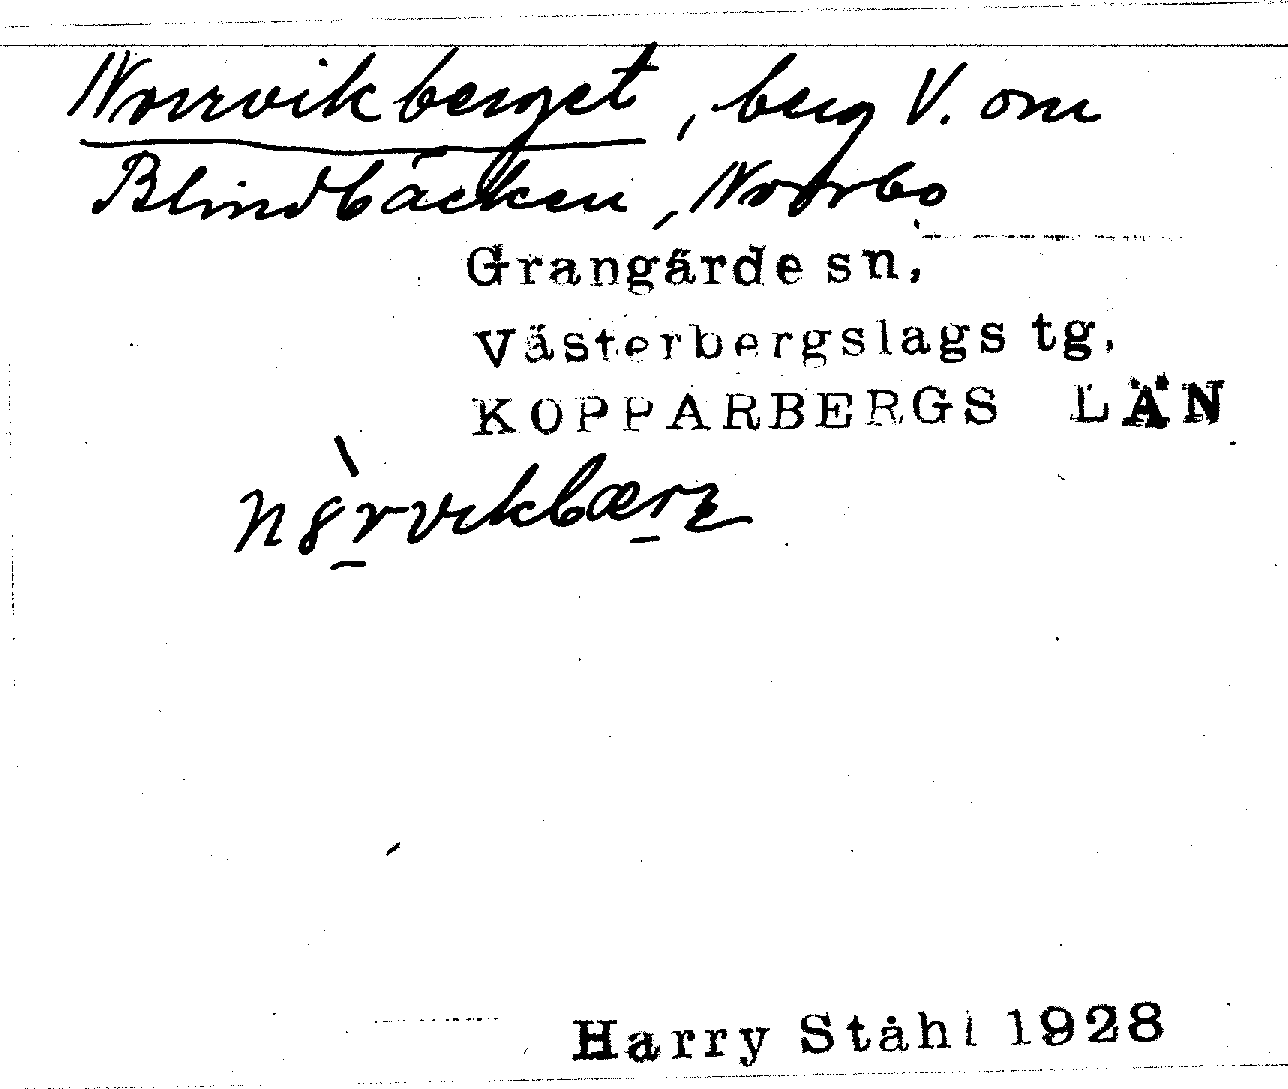 Norrvikberget, berg V. om
Blindbäcken, Norrbo
Grangärde sn,
Västerbergslags tg,
KOPPARBERGS LÄN
Harry Ståhl 1928